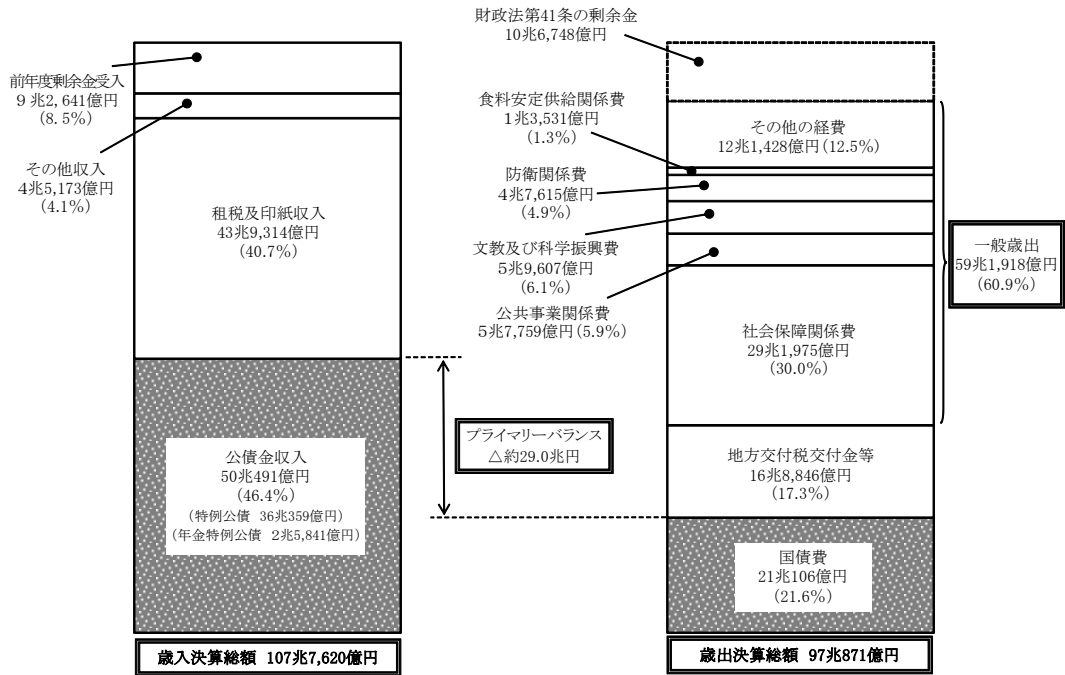 前年度剰余金受入
9兆2,641億円
(8.5%)
その他収入
4兆5,173億円
(4.1%)
租税及印紙収入
43兆9,314億円
(40.7%)
公債金収入
50兆491億円
(46.4%)
(特例公債 36兆359億円)
(年金特例公債 2兆5,841億円)
歳入決算総額 107兆7,620億円
プライマリーバランス
△約29.0兆円
財政法第41条の剰余金
10兆6,748億円
食料安定供給関係費
1兆3,531億円
(1.3%)
防衛関係費
4兆7,615億円
(4.9%)
文教及び科学振興費
5兆9,607億円
(6.1%)
公共事業関係費
5兆7,759億円(5.9%)
その他の経費
12兆1,428億円(12.5%)
社会保障関係費
29兆1,975億円
(30.0%)
地方交付税交付金等
16兆8,846億円
(17.3%)
国債費
21兆106億円
(21.6%)
歳出決算総額 97兆871億円
一般歳出
59兆1,918億円
(60.9%)